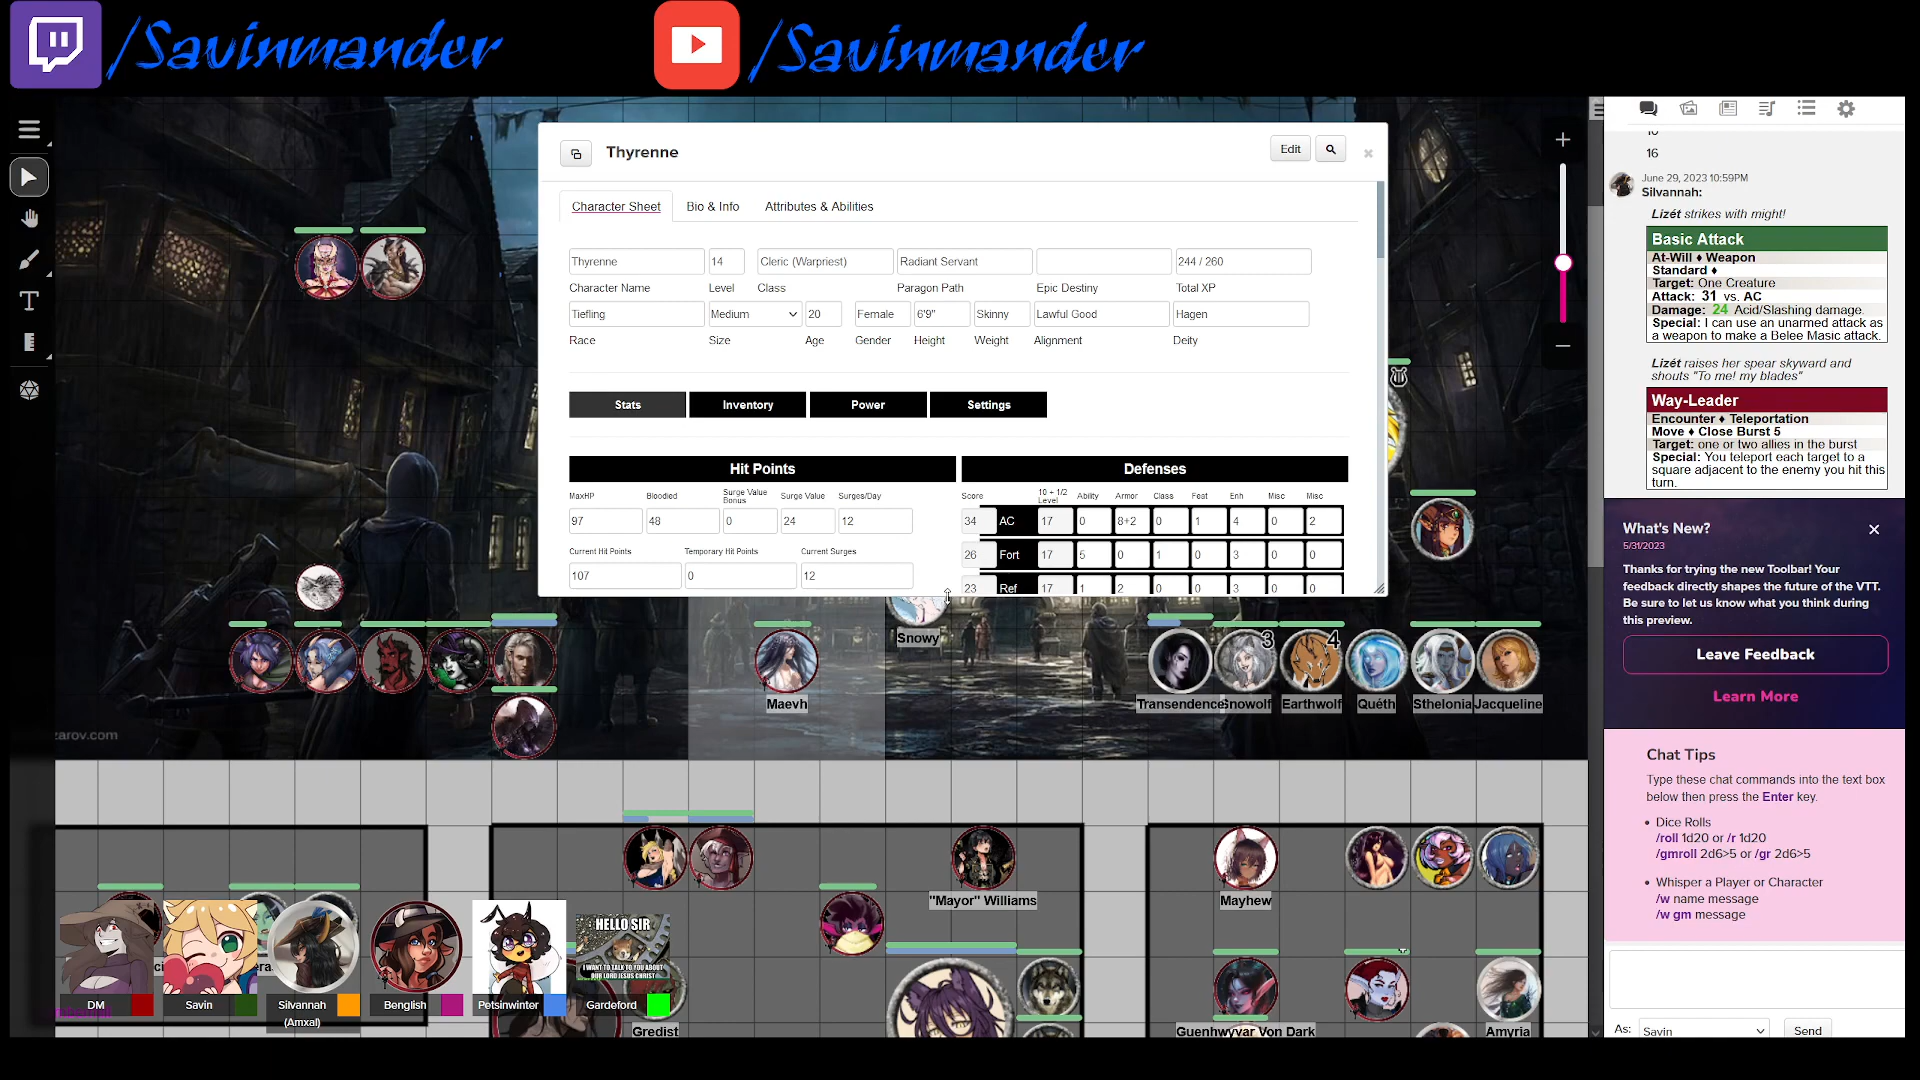 /Savinmander
/Savinmander
Thyrenne
Edit
Character Sheet
Bio & Info
Attributes & Abilities
Thyrenne
14
Cleric (Warpriest)
Radiant Servant
244 / 260
Character Name
Level
Class
Paragon Path
Epic Destiny
Total XP
Tiefling
Medium
20
Female
6'9"
Skinny
Lawful Good
Hagen
Race
Size
Age
Gender
Height
Weight
Alignment
Deity
Stats
Inventory
Power
Settings
Hit Points
Defenses
MaxHP
Bloodied
Surge Value
Bonus
Surge Value
Surges/Day
Score
10 + 1/2
Level
Ability
Armor
Class
Feat
Enh
Misc
Misc
97
48
0
24
12
34 AC 17 0 8+2 0 1 4 0 2
Current Hit Points
Temporary Hit Points
Current Surges
26 Fort 17 5 0 1 0 3 0 0
107
0
12
23 Ref 17 1 2 0 0 3 0 0
16
June 29, 2023 10:59PM
Silvannah:
Lizét strikes with might!
Basic Attack
At-Will ♦ Weapon
Standard ♦
Target: One Creature
Attack: 31 vs. AC
Damage: 24 Acid/Slashing damage.
Special: I can use an unarmed attack as
a weapon to make a Belee Masic attack.
Lizét raises her spear skyward and
shouts "To me! my blades"
Way-Leader
Encounter ♦ Teleportation
Move ♦ Close Burst 5
Target: one or two allies in the burst
Special: You teleport each target to a
square adjacent to the enemy you hit this
turn.
What's New?
5/31/2023
Thanks for trying the new Toolbar! Your
feedback directly shapes the future of the VTT.
Be sure to let us know what you think during
this preview.
Leave Feedback
Learn More
Chat Tips
Type these chat commands into the text box
below then press the Enter key.
• Dice Rolls
/roll 1d20 or /r 1d20
/gmroll 2d6>5 or /gr 2d6>5
• Whisper a Player or Character
/w name message
/w gm message
As:
Savin
Send
Snowy
3
4
Maevh
Transendence
Snowolf
Earthwolf
Quéth
Sthelonia
Jacqueline
zarov.com
"Mayor" Williams
Mayhew
HELLO SIR
I WANT TO TALK TO YOU ABOUT
OUR LORD JESUS CHRIST
DM
Savin
Silvannah
(Amxal)
Benglish
Petsinwinter
Gardeford
Gredist
Guenhwyvar Von Dark
Amyria